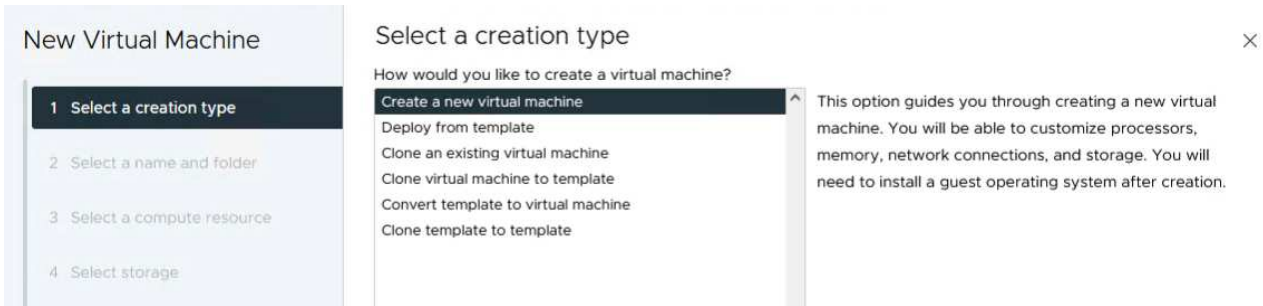 New Virtual Machine
1 Select a creation type
2 Select a name and folder
3 Select a compute resource
4 Select storage
Select a creation type
How would you like to create a virtual machine?
Create a new virtual machine
Deploy from template
Clone an existing virtual machine
Clone virtual machine to template
Convert template to virtual machine
Clone template to template
This option guides you through creating a new virtual
machine. You will be able to customize processors,
memory, network connections, and storage. You will
need to install a guest operating system after creation.